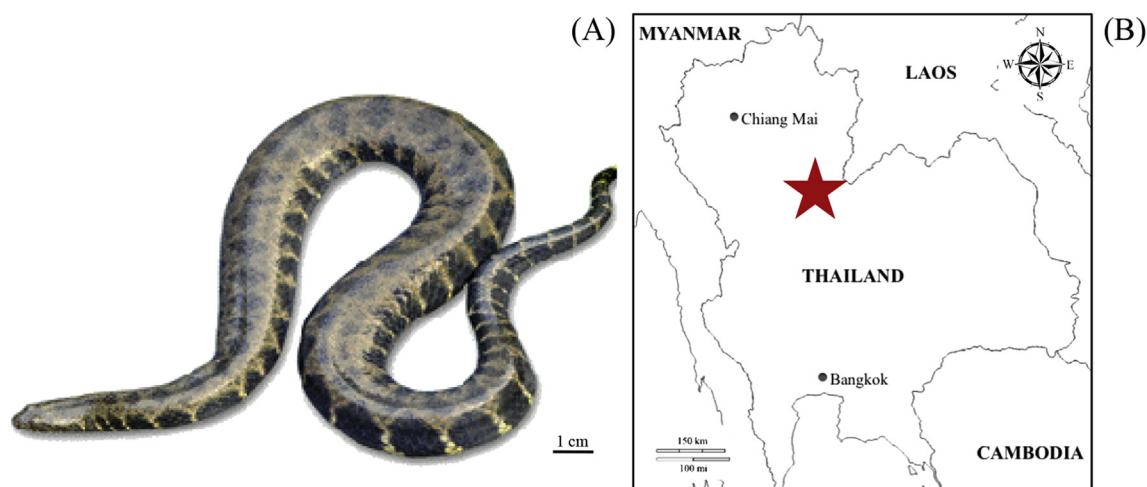 (A)
(B)
MYANMAR
LAOS
N
W E
S
Chiang Mai
THAILAND
Bangkok
CAMBODIA
1 cm
150 km
100 mi